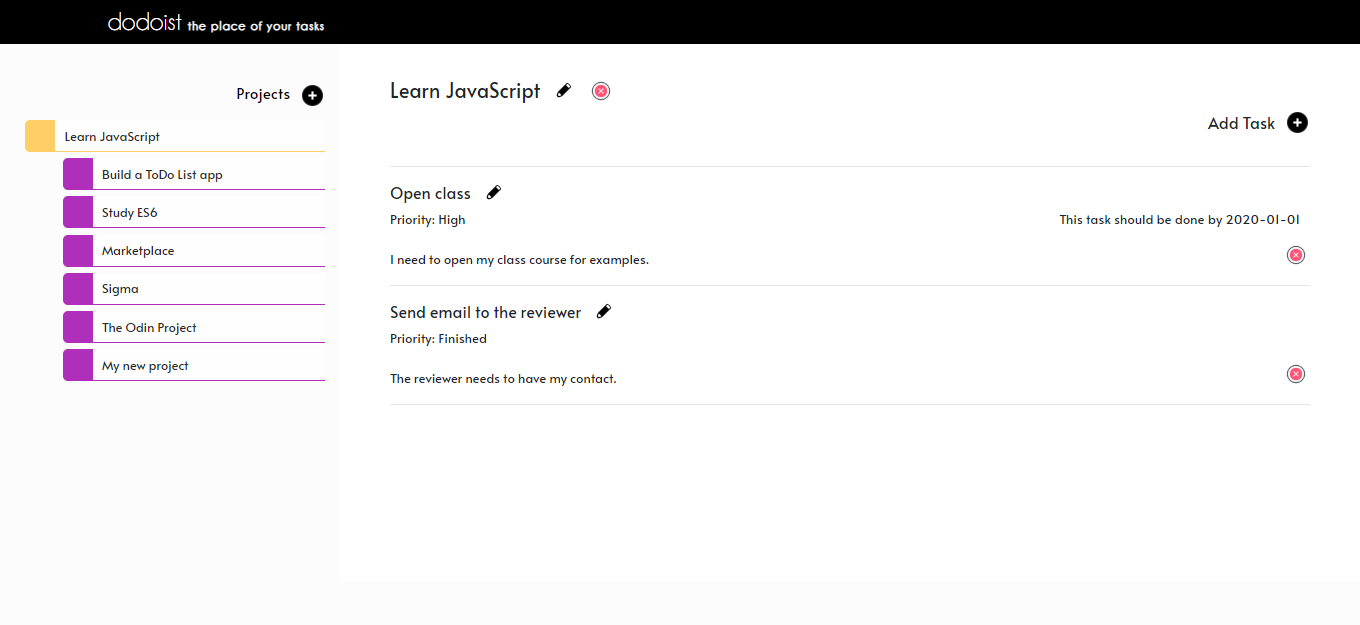 dodoist the place of your tasks
Projects
Learn JavaScript
Build a ToDo List app
Study ES6
Marketplace
Sigma
The Odin Project
My new project
Learn JavaScript
Add Task
Open class
Priority: High
This task should be done by 2020-01-01
I need to open my class course for examples.
Send email to the reviewer
Priority: Finished
The reviewer needs to have my contact.